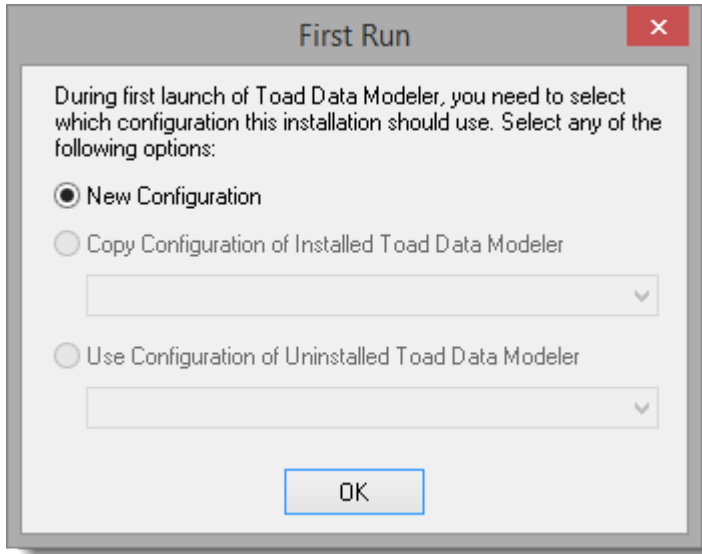 First Run
During first launch of Toad Data Modeler, you need to select
which configuration this installation should use. Select any of the
following options:
New Configuration
Copy Configuration of Installed Toad Data Modeler
Use Configuration of Uninstalled Toad Data Modeler
OK